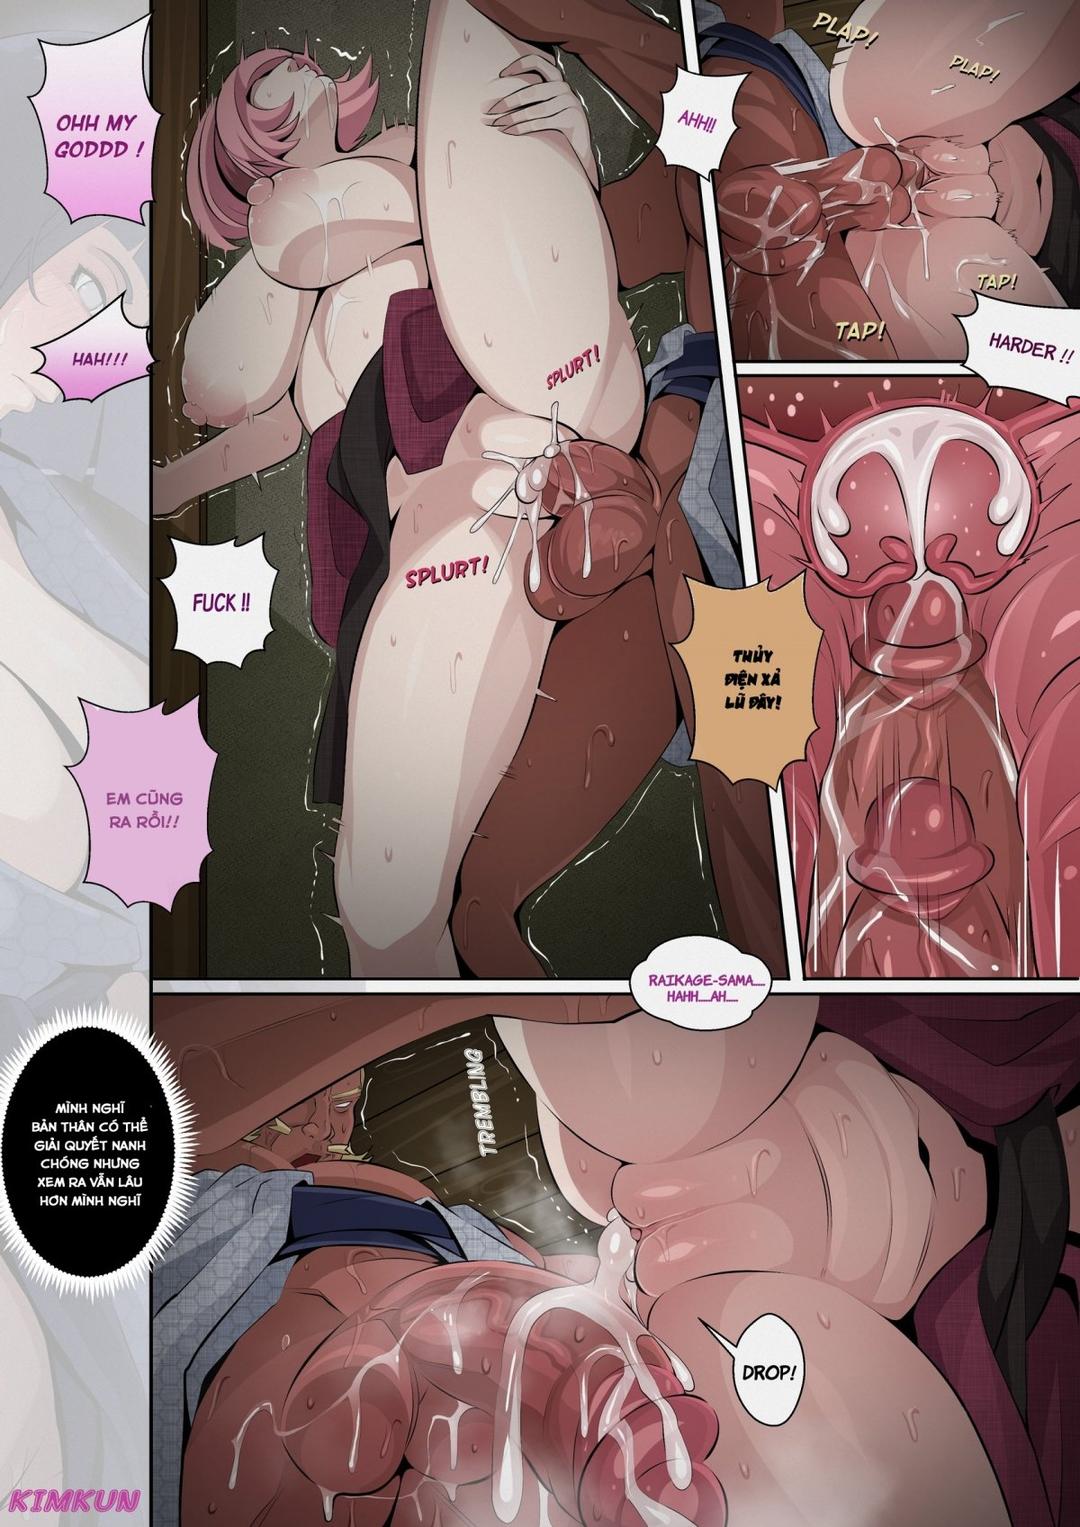 OHH MY
GODDD !
HAH!!!
SPLURT!
SPLURT!
FUCK !!
EM CŨNG
RA RỒI!!
AHH!!
PLAP!
PLAP!
TAP!
TAP!
HARDER !!
THỦY
ĐIỆN XẢ
LŨ ĐÂY!
RAIKAGE-SAMA.....
HAHH.....AH.....
TREMBLING
MÌNH NGHĨ
BẢN THÂN CÓ THỂ
GIẢI QUYẾT NANH
CHÓNG NHƯNG
XEM RA VẪN LÂU
HƠN MÌNH NGHĨ
DROP!
KIMKUN